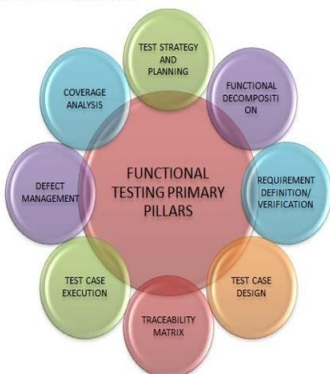 TEST STRATEGY
AND
PLANNING
FUNCTIONAL
DECOMPOSITI
ON
REQUIREMENT
DEFINITION/
VERIFICATION
TEST CASE
DESIGN
TRACEABILITY
MATRIX
TEST CASE
EXECUTION
DEFECT
MANAGEMENT
COVERAGE
ANALYSIS
FUNCTIONAL
TESTING PRIMARY
PILLARS